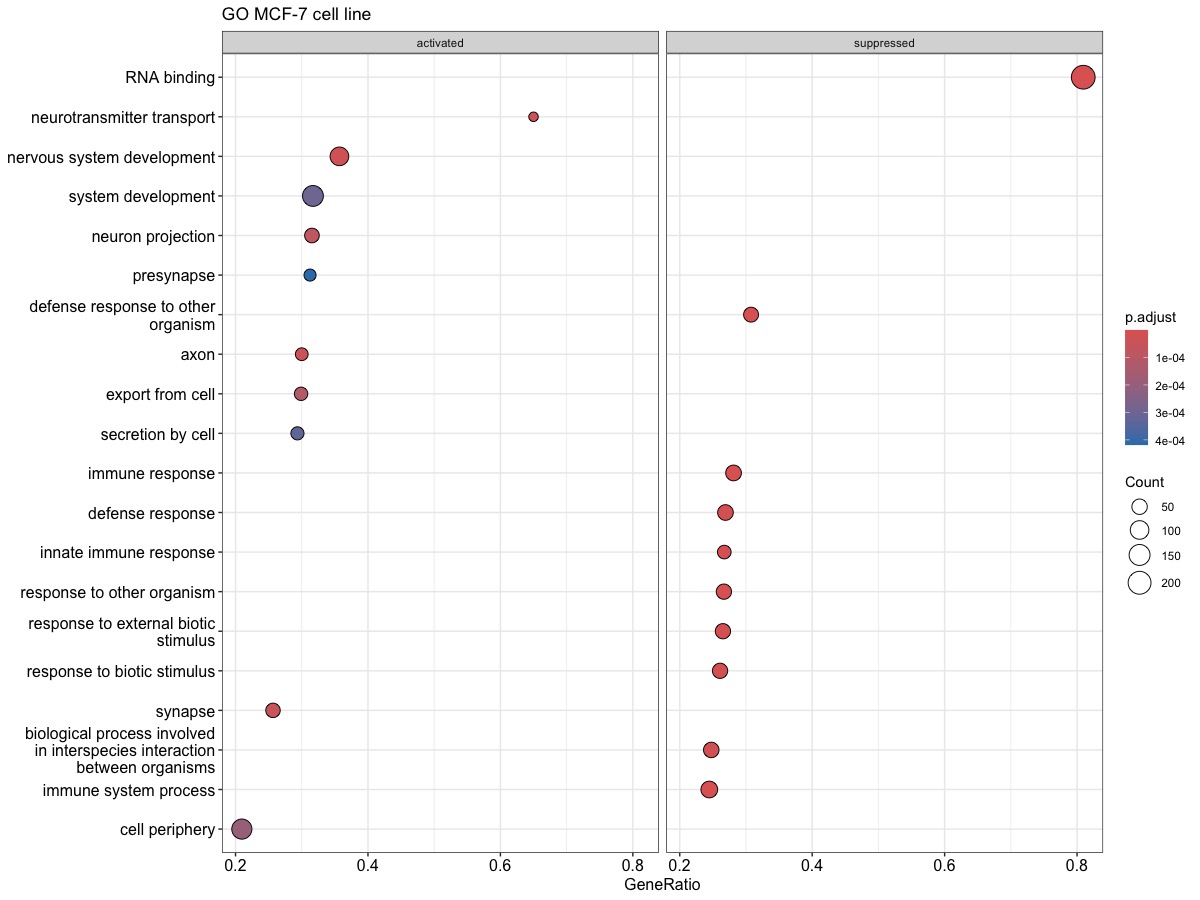 GO MCF-7 cell line
activated
suppressed
RNA binding
neurotransmitter transport
nervous system development
system development
neuron projection
presynapse
defense response to other
organism
axon
export from cell
secretion by cell
immune response
defense response
innate immune response
response to other organism
response to external biotic
stimulus
response to biotic stimulus
synapse
biological process involved
in interspecies interaction
between organisms
immune system process
cell periphery
0.2 0.4 0.6 0.8 0.2 0.4 0.6 0.8
GeneRatio
p.adjust
1e-04
2e-04
3e-04
4e-04
Count
50
100
150
200